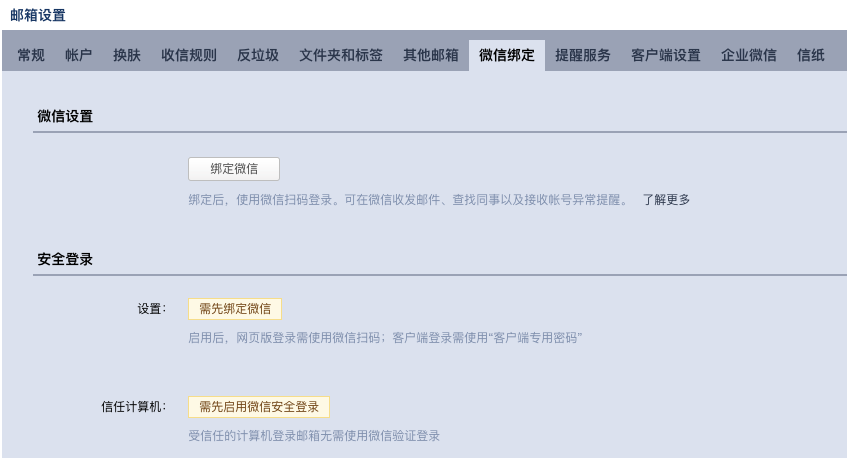 邮箱设置
常规 帐户 换肤 收信规则 反垃圾 文件夹和标签 其他邮箱 微信绑定 提醒服务 客户端设置 企业微信 信纸
微信设置
绑定微信
绑定后，使用微信扫码登录。可在微信收发邮件、查找同事以及接收帐号异常提醒。 了解更多
安全登录
设置： 需先绑定微信
启用后，网页版登录需使用微信扫码；客户端登录需使用“客户端专用密码”
信任计算机： 需先启用微信安全登录
受信任的计算机登录邮箱无需使用微信验证登录